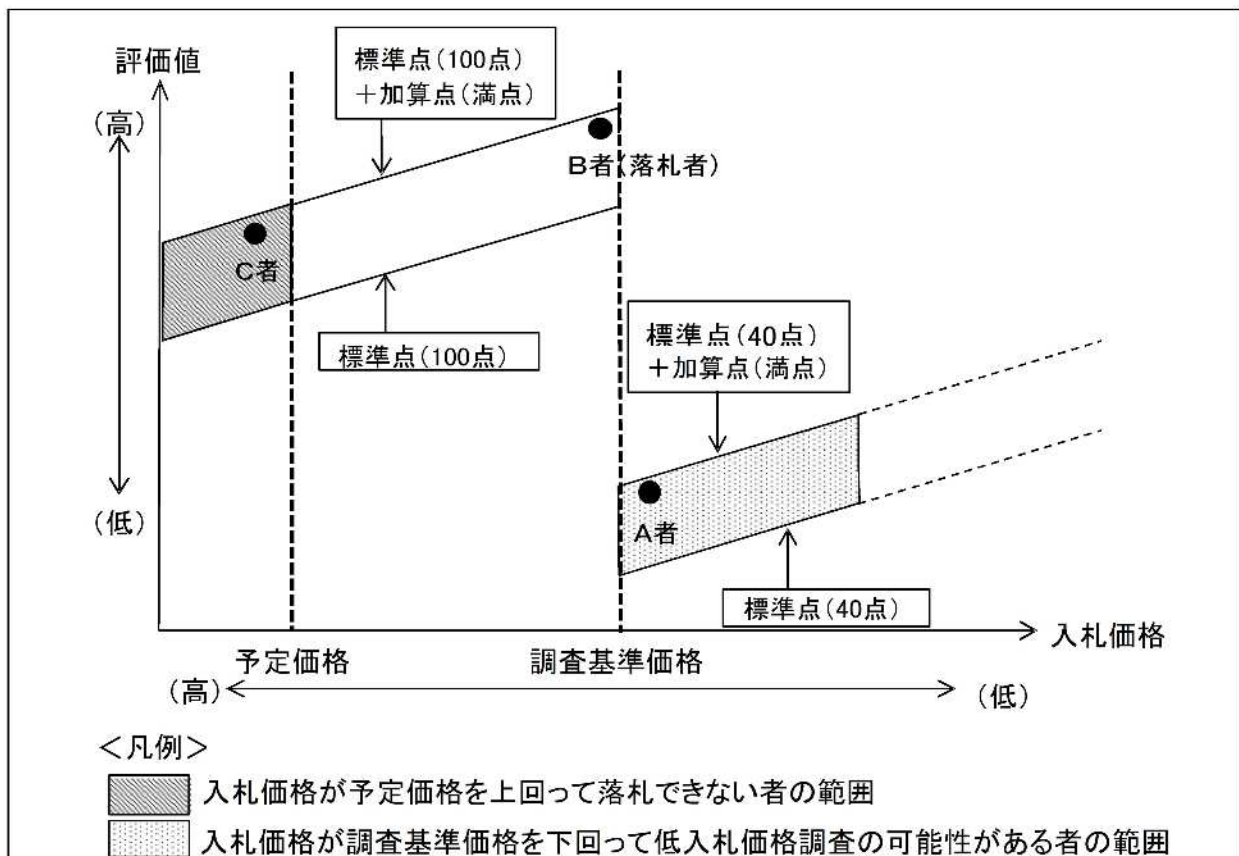 評価値
標準点(100点)
+加算点(満点)
(高)
B者(落札者)
C者
標準点(100点)
標準点(40点)
+加算点(満点)
(低)
A者
標準点(40点)
入札価格
予定価格
調査基準価格
(高)
(低)
<凡例>
入札価格が予定価格を上回って落札できない者の範囲
入札価格が調査基準価格を下回って低入札価格調査の可能性がある者の範囲